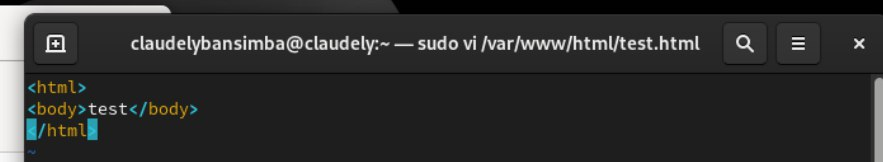 claudelybansimba@claudely:~ — sudo vi /var/www/html/test.html
<html>
<body>test</body>
</html>
~